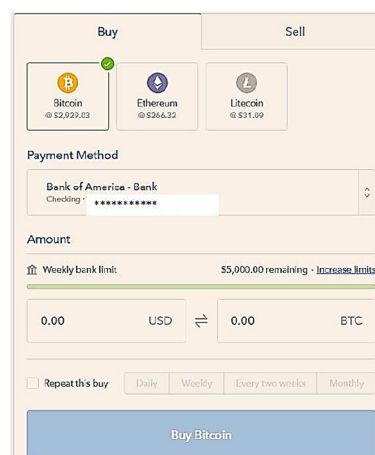 Buy
Sell
Bitcoin
@ $2,929.03
Ethereum
@ $266.32
Litecoin
@ $31.09
Payment Method
Bank of America - Bank
Checking - ***********
Amount
Weekly bank limit
$5,000.00 remaining · Increase limits
0.00 USD
0.00 BTC
Repeat this buy
Daily Weekly Every two weeks Monthly
Buy Bitcoin